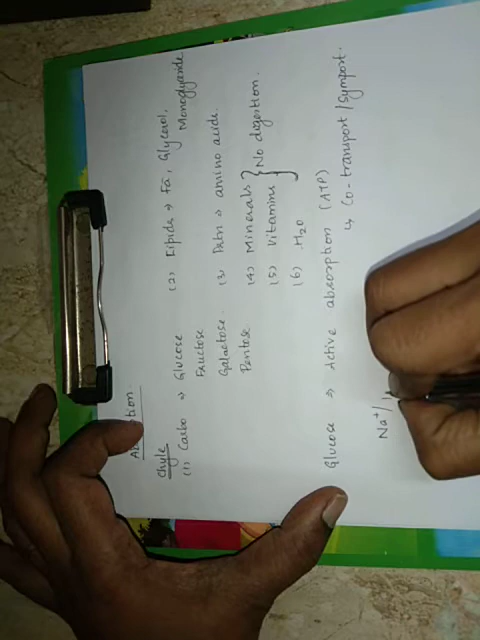 Chyle
(1) Carbo → Glucose
Fructose
Galactose.
Pentose
(2) Lipids → FA, Glycerol,
Monoglyceride
(3) Protn → amino acids.
(4) Minerals
(5) Vitamins
(6) H2O
} No digestion.
Glucose → Active absorption (ATP)
↳ Co-transport/Symport.
Na+/